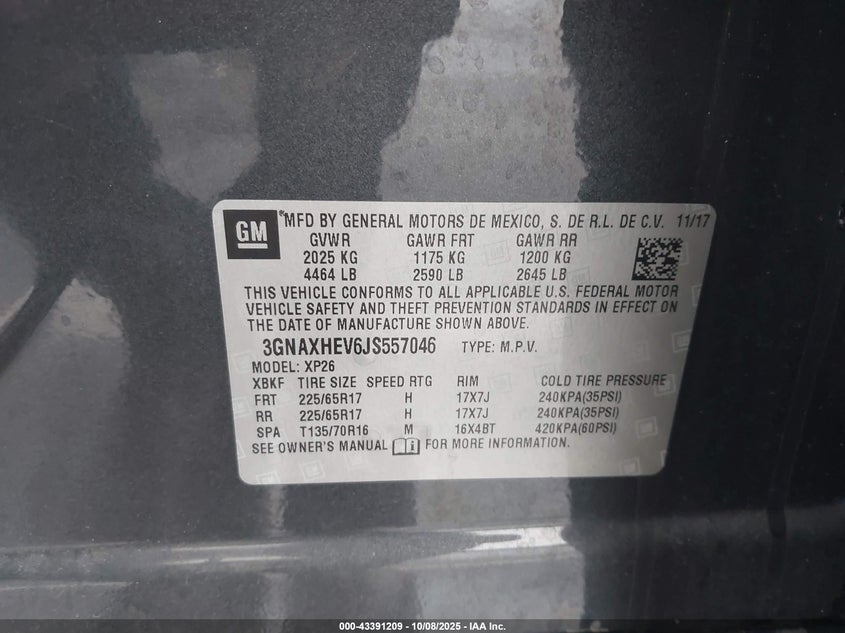 GM ® MFD BY GENERAL MOTORS DE MEXICO, S. DE R.L. DE C.V. 11/17
GVWR GAWR FRT GAWR RR
2025 KG 1175 KG 1200 KG
4464 LB 2590 LB 2645 LB
THIS VEHICLE CONFORMS TO ALL APPLICABLE U.S. FEDERAL MOTOR
VEHICLE SAFETY AND THEFT PREVENTION STANDARDS IN EFFECT ON
THE DATE OF MANUFACTURE SHOWN ABOVE.
3GNAXHEV6JS557046 TYPE: M.P.V.
MODEL: XP26
XBKF TIRE SIZE SPEED RTG RIM COLD TIRE PRESSURE
FRT 225/65R17 H 17X7J 240KPA(35PSI)
RR 225/65R17 H 17X7J 240KPA(35PSI)
SPA T135/70R16 M 16X4BT 420KPA(60PSI)
SEE OWNER'S MANUAL FOR MORE INFORMATION.
000-43391209 - 10/08/2025 - IAA Inc.